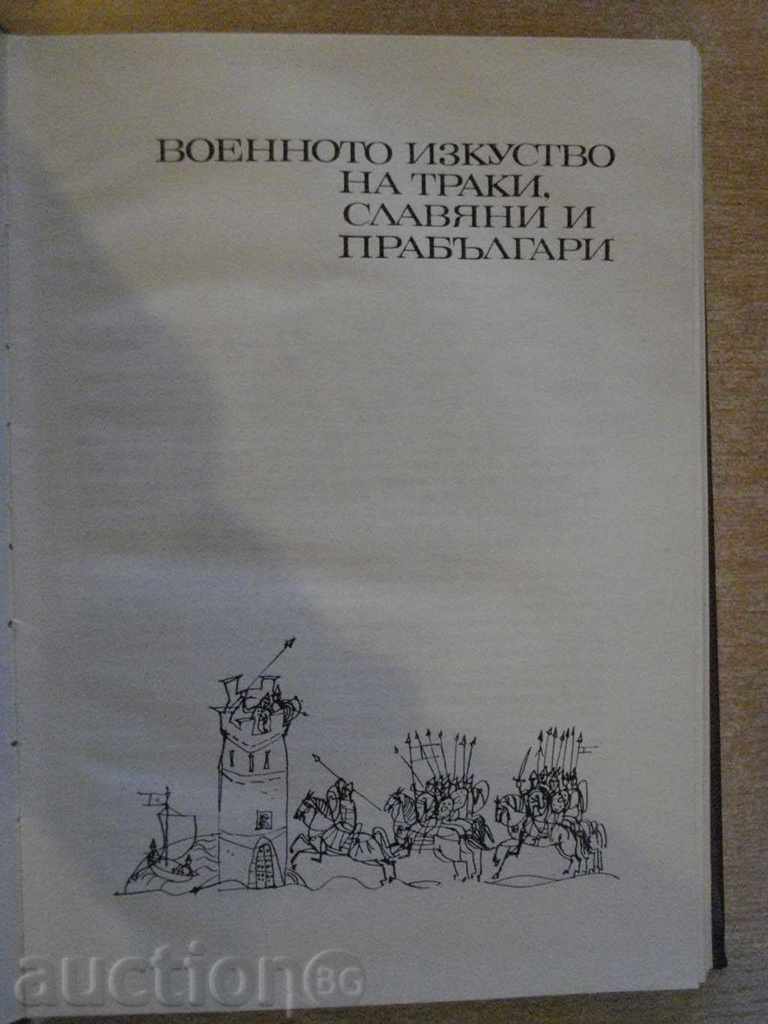 ВОЕННОТО ИЗКУСТВО
НА ТРАКИ,
СЛАВЯНИ И
ПРАБЪЛГАРИ
auction BG